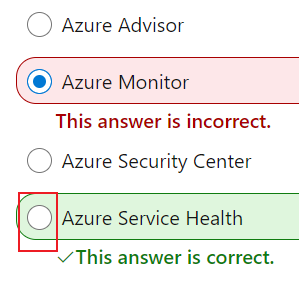 Azure Advisor
Azure Monitor
This answer is incorrect.
Azure Security Center
Azure Service Health
✓This answer is correct.